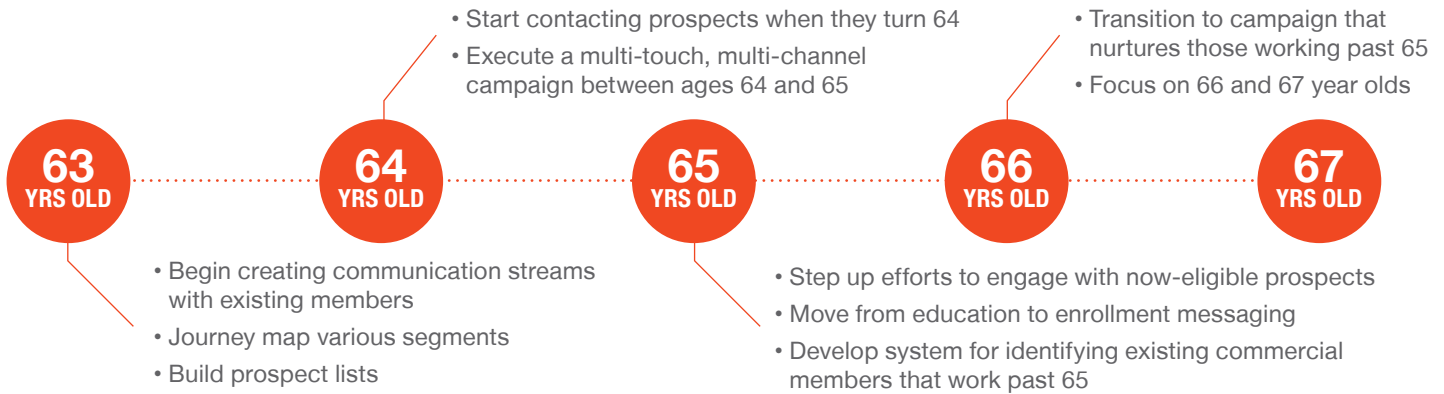 • Start contacting prospects when they turn 64
• Execute a multi-touch, multi-channel
campaign between ages 64 and 65
• Transition to campaign that
nurtures those working past 65
• Focus on 66 and 67 year olds
63
YRS OLD
64
YRS OLD
65
YRS OLD
66
YRS OLD
67
YRS OLD
• Begin creating communication streams
with existing members
• Journey map various segments
• Build prospect lists
• Step up efforts to engage with now-eligible prospects
• Move from education to enrollment messaging
• Develop system for identifying existing commercial
members that work past 65